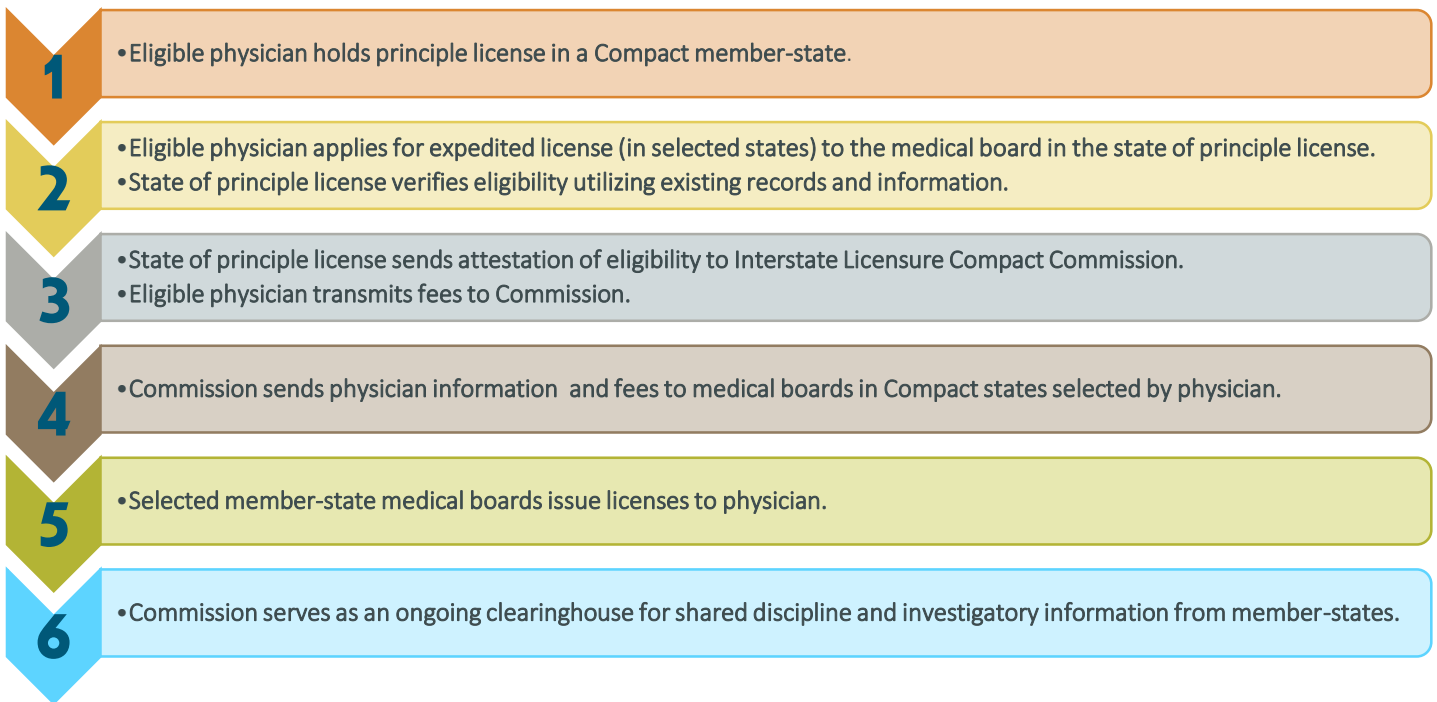 1
•Eligible physician holds principle license in a Compact member-state.
2
•Eligible physician applies for expedited license (in selected states) to the medical board in the state of principle license.
•State of principle license verifies eligibility utilizing existing records and information.
3
•State of principle license sends attestation of eligibility to Interstate Licensure Compact Commission.
•Eligible physician transmits fees to Commission.
4
•Commission sends physician information  and fees to medical boards in Compact states selected by physician.
5
•Selected member-state medical boards issue licenses to physician.
6
•Commission serves as an ongoing clearinghouse for shared discipline and investigatory information from member-states.